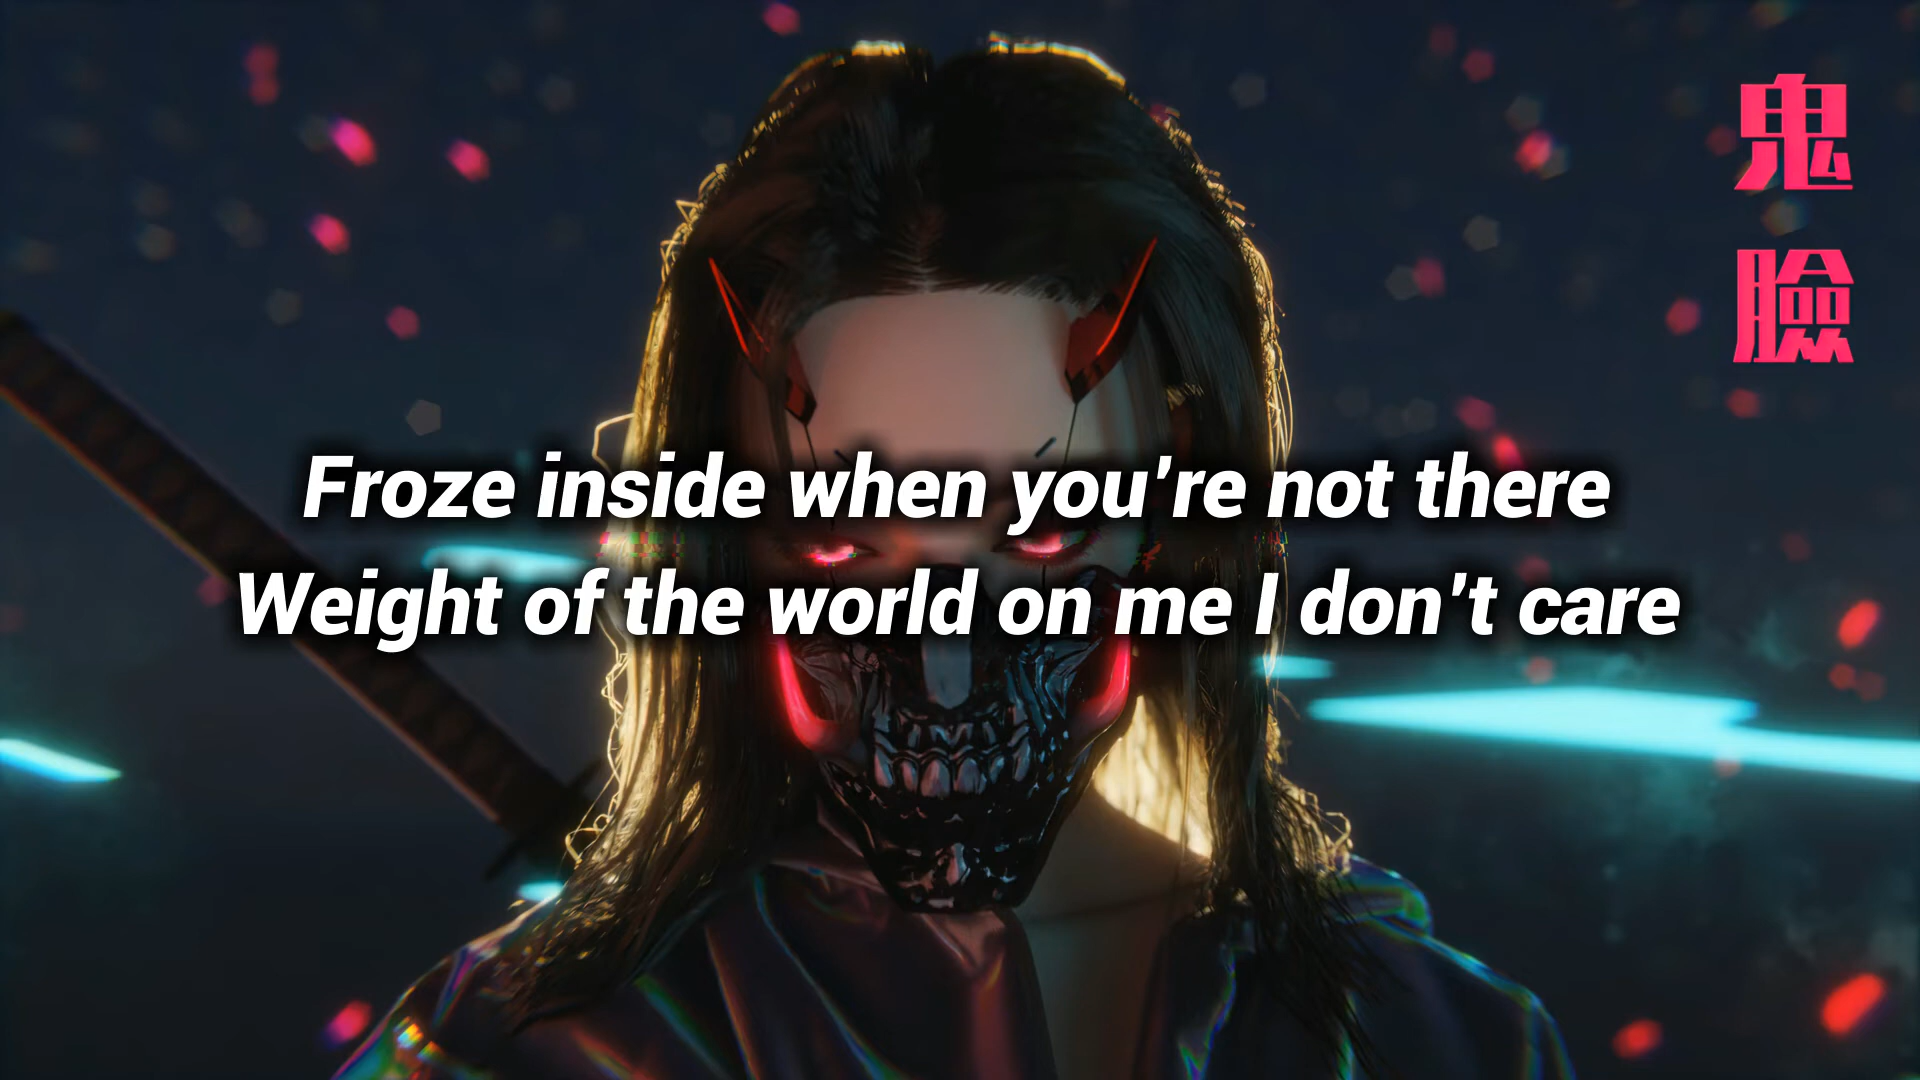 鬼臉
Froze inside when you're not there
Weight of the world on me I don't care